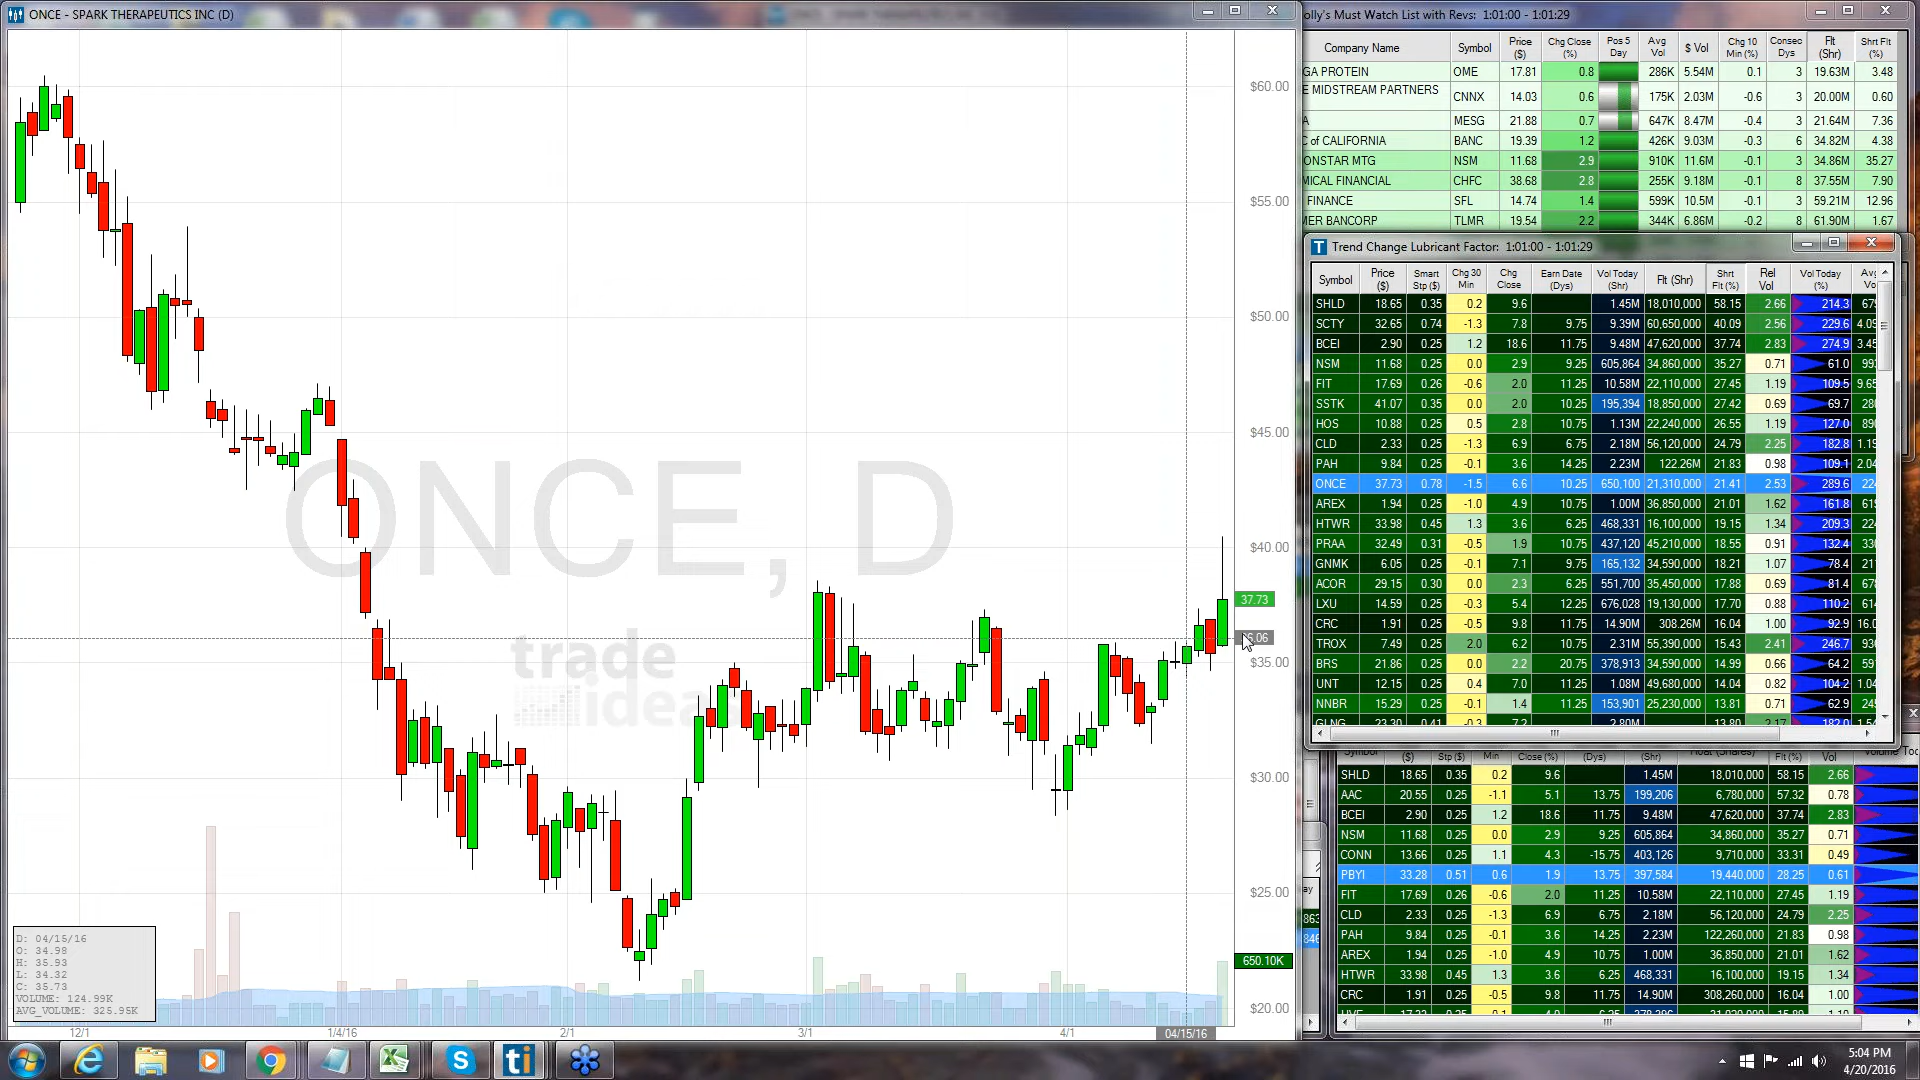 ONCE - SPARK THERAPEUTICS INC (D)
$60.00
$55.00
$50.00
$45.00
ONCE, D
$40.00
37.73
trade
ideas
$35.00
$30.00
$25.00
650.10K
$20.00
D: 04/15/16
O: 34.98
H: 35.93
L: 34.32
C: 35.73
VOLUME: 124.99K
AVG_VOLUME: 325.95K
12/1 1/4/16 2/1 3/1 4/1 04/15/16
olly's Must Watch List with Revs: 1:01:00 - 1:01:29
Company Name Symbol Price ($) Chg Close (%) Pos 5 Day Avg Vol $ Vol Chg 10 Min (%) Consec Dys Flt (Shr) Shrt Flt (%)
GA PROTEIN OME 17.81 0.8 286K 5.54M 0.1 3 19.63M 3.48
E MIDSTREAM PARTNERS CNNX 14.03 0.6 175K 2.03M -0.6 3 20.00M 0.60
A MESG 21.88 0.7 647K 8.47M -0.4 3 21.64M 7.36
C of CALIFORNIA BANC 19.39 1.2 426K 9.03M -0.3 6 34.82M 4.38
ONSTAR MTG NSM 11.68 2.9 910K 11.6M -0.1 3 34.86M 35.27
MICAL FINANCIAL CHFC 38.68 2.8 255K 9.18M -0.1 8 37.55M 7.90
FINANCE SFL 14.74 1.4 599K 10.5M -0.1 3 59.21M 12.96
MER BANCORP TLMR 19.54 2.2 344K 6.86M -0.2 8 61.90M 1.67
Trend Change Lubricant Factor: 1:01:00 - 1:01:29
Symbol Price ($) Smart Stp ($) Chg 30 Min Chg Close Earn Date (Dys) Vol Today (Shr) Flt (Shr) Shrt Flt (%) Rel Vol Vol Today (%)
SHLD 18.65 0.35 0.2 9.6 1.45M 18,010,000 58.15 2.66 214.3
SCTY 32.65 0.74 -1.3 7.8 9.75 9.39M 60,650,000 40.09 2.56 229.6
BCEI 2.90 0.25 1.2 18.6 11.75 9.48M 47,620,000 37.74 2.83 274.9
NSM 11.68 0.25 0.0 2.9 9.25 605,864 34,860,000 35.27 0.71 61.0
FIT 17.69 0.26 -0.6 2.0 11.25 10.58M 22,110,000 27.45 1.19 109.5
SSTK 41.07 0.35 0.0 2.0 10.25 195,394 18,850,000 27.42 0.69 69.7
HOS 10.88 0.25 0.5 2.8 10.75 1.13M 22,240,000 26.55 1.19 127.0
CLD 2.33 0.25 -1.3 6.9 6.75 2.18M 56,120,000 24.79 2.25 182.8
PAH 9.84 0.25 -0.1 3.6 14.25 2.23M 122.26M 21.83 0.98 109.1
ONCE 37.73 0.78 -1.5 6.6 10.25 650,100 21,310,000 21.41 2.53 289.6
AREX 1.94 0.25 -1.0 4.9 10.75 1.00M 36,850,000 21.01 1.62 161.8
HTWR 33.98 0.45 1.3 3.6 6.25 468,331 16,100,000 19.15 1.34 209.3
PRAA 32.49 0.31 -0.5 1.9 10.75 437,120 45,210,000 18.55 0.91 132.4
GNMK 6.05 0.25 -0.1 7.1 9.75 165,132 34,590,000 18.21 1.07 78.4
ACOR 29.15 0.30 0.0 2.3 6.25 551,700 35,450,000 17.88 0.69 81.4
LXU 14.59 0.25 -0.3 5.4 12.25 676,028 19,130,000 17.70 0.88 110.2
CRC 1.91 0.25 -0.5 9.8 11.75 14.90M 308.26M 16.04 1.00 92.9
TROX 7.49 0.25 2.0 6.2 10.75 2.31M 55,390,000 15.43 2.41 246.7
BRS 21.86 0.25 0.0 2.2 20.75 378,913 34,590,000 14.99 0.66 64.2
UNT 12.15 0.25 0.4 7.0 11.25 1.08M 49,680,000 14.04 0.82 104.2
NNBR 15.29 0.25 -0.1 1.4 11.25 153,901 25,230,000 13.81 0.71 62.9
SHLD 18.65 0.35 0.2 9.6 1.45M 18,010,000 58.15 2.66
AAC 20.55 0.25 -1.1 5.1 13.75 199,206 6,780,000 57.32 0.78
BCEI 2.90 0.25 1.2 18.6 11.75 9.48M 47,620,000 37.74 2.83
NSM 11.68 0.25 0.0 2.9 9.25 605,864 34,860,000 35.27 0.71
CONN 13.66 0.25 1.1 4.3 -15.75 403,126 9,710,000 33.31 0.49
PBYI 33.28 0.51 0.6 1.9 13.75 397,584 19,440,000 28.25 0.61
FIT 17.69 0.26 -0.6 2.0 11.25 10.58M 22,110,000 27.45 1.19
CLD 2.33 0.25 -1.3 6.9 6.75 2.18M 56,120,000 24.79 2.25
PAH 9.84 0.25 -0.1 3.6 14.25 2.23M 122,260,000 21.83 0.98
AREX 1.94 0.25 -1.0 4.9 10.75 1.00M 36,850,000 21.01 1.62
HTWR 33.98 0.45 1.3 3.6 6.25 468,331 16,100,000 19.15 1.34
CRC 1.91 0.25 -0.5 9.8 11.75 14.90M 308,260,000 16.04 1.00
5:04 PM
4/20/2016